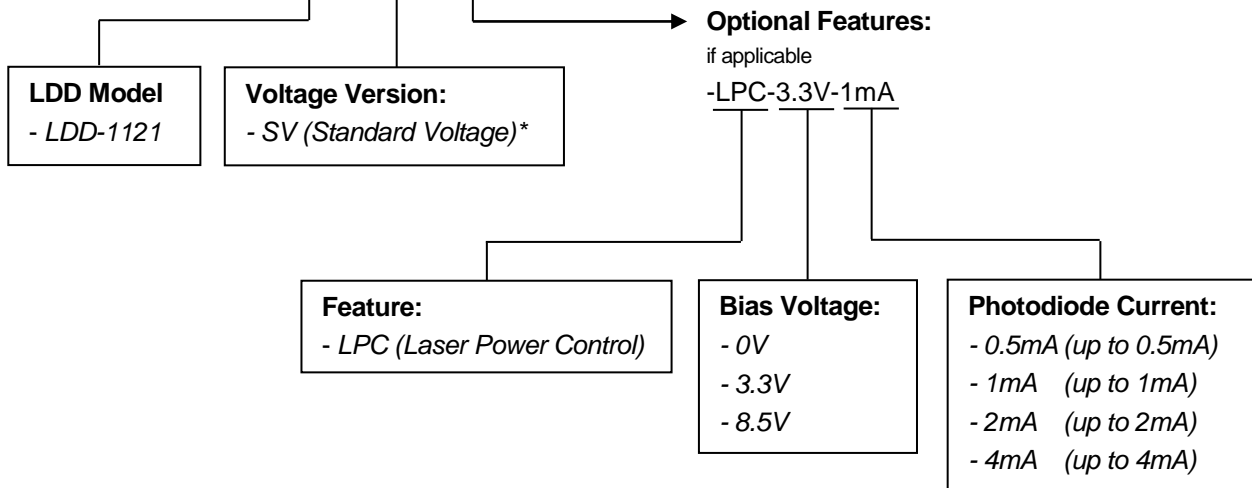 Optional Features:
if applicable
-LPC-3.3V-1mA
LDD Model
- LDD-1121
Voltage Version:
- SV (Standard Voltage)*
Feature:
- LPC (Laser Power Control)
Bias Voltage:
- 0V
- 3.3V
- 8.5V
Photodiode Current:
- 0.5mA (up to 0.5mA)
- 1mA (up to 1mA)
- 2mA (up to 2mA)
- 4mA (up to 4mA)